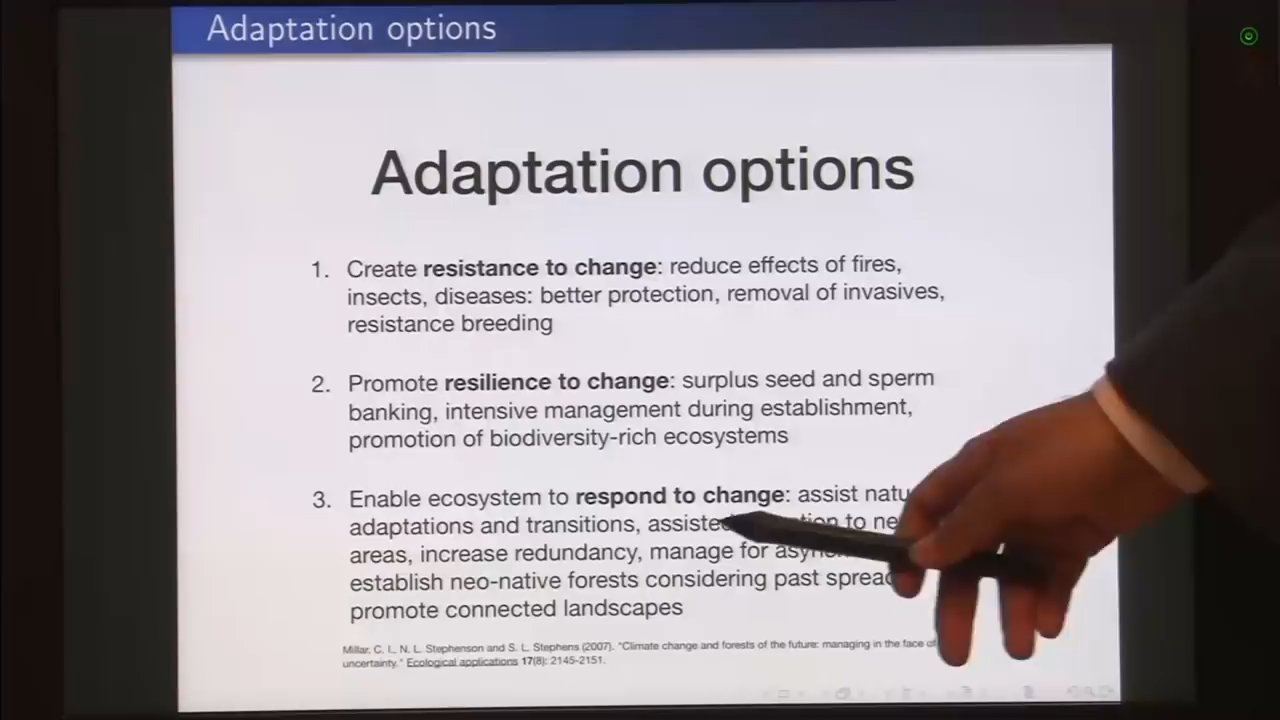 Adaptation options
Adaptation options
1. Create resistance to change: reduce effects of fires,
insects, diseases: better protection, removal of invasives,
resistance breeding
2. Promote resilience to change: surplus seed and sperm
banking, intensive management during establishment,
promotion of biodiversity-rich ecosystems
3. Enable ecosystem to respond to change: assist
adaptations and transitions, to
areas, increase redundancy, manage for
establish neo-native forests considering past
promote connected landscapes
Millar, C. I., N. L. Stephenson and S. L. Stephens (2007). "Climate change and forests of the future: managing in the face
uncertainty." Ecological applications 17(8): 2145-2151.